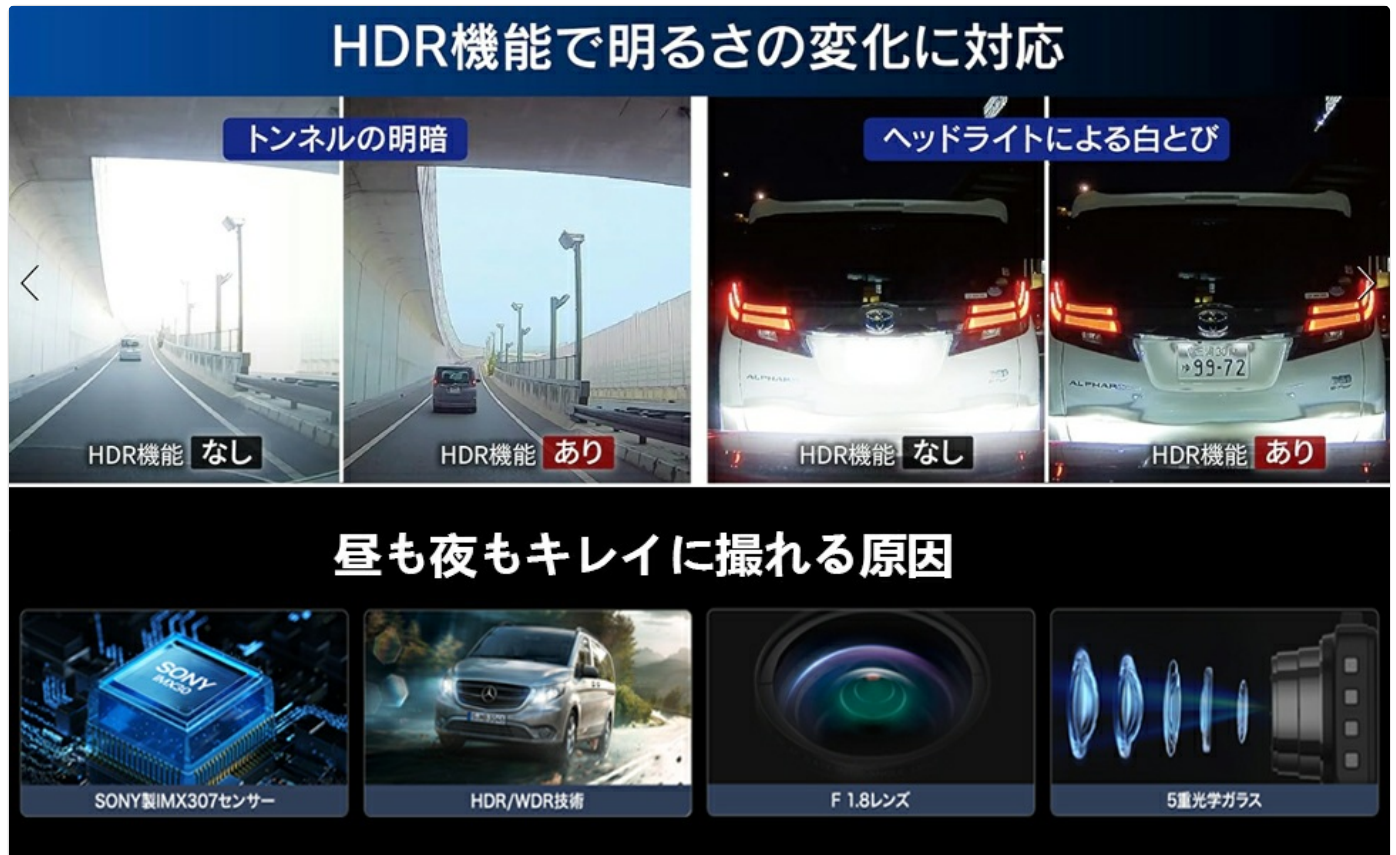 HDR機能で明るさの変化に対応
トンネルの明暗
HDR機能 なし
HDR機能 あり
ヘッドライトによる白とび
ALPHARD
HDR機能 なし
99-72
ALPHARD
HDR機能 あり
昼も夜もキレイに撮れる原因
SONY
IMX30
SONY製IMX307センサー
HDR/WDR技術
F 1.8レンズ
5重光学ガラス